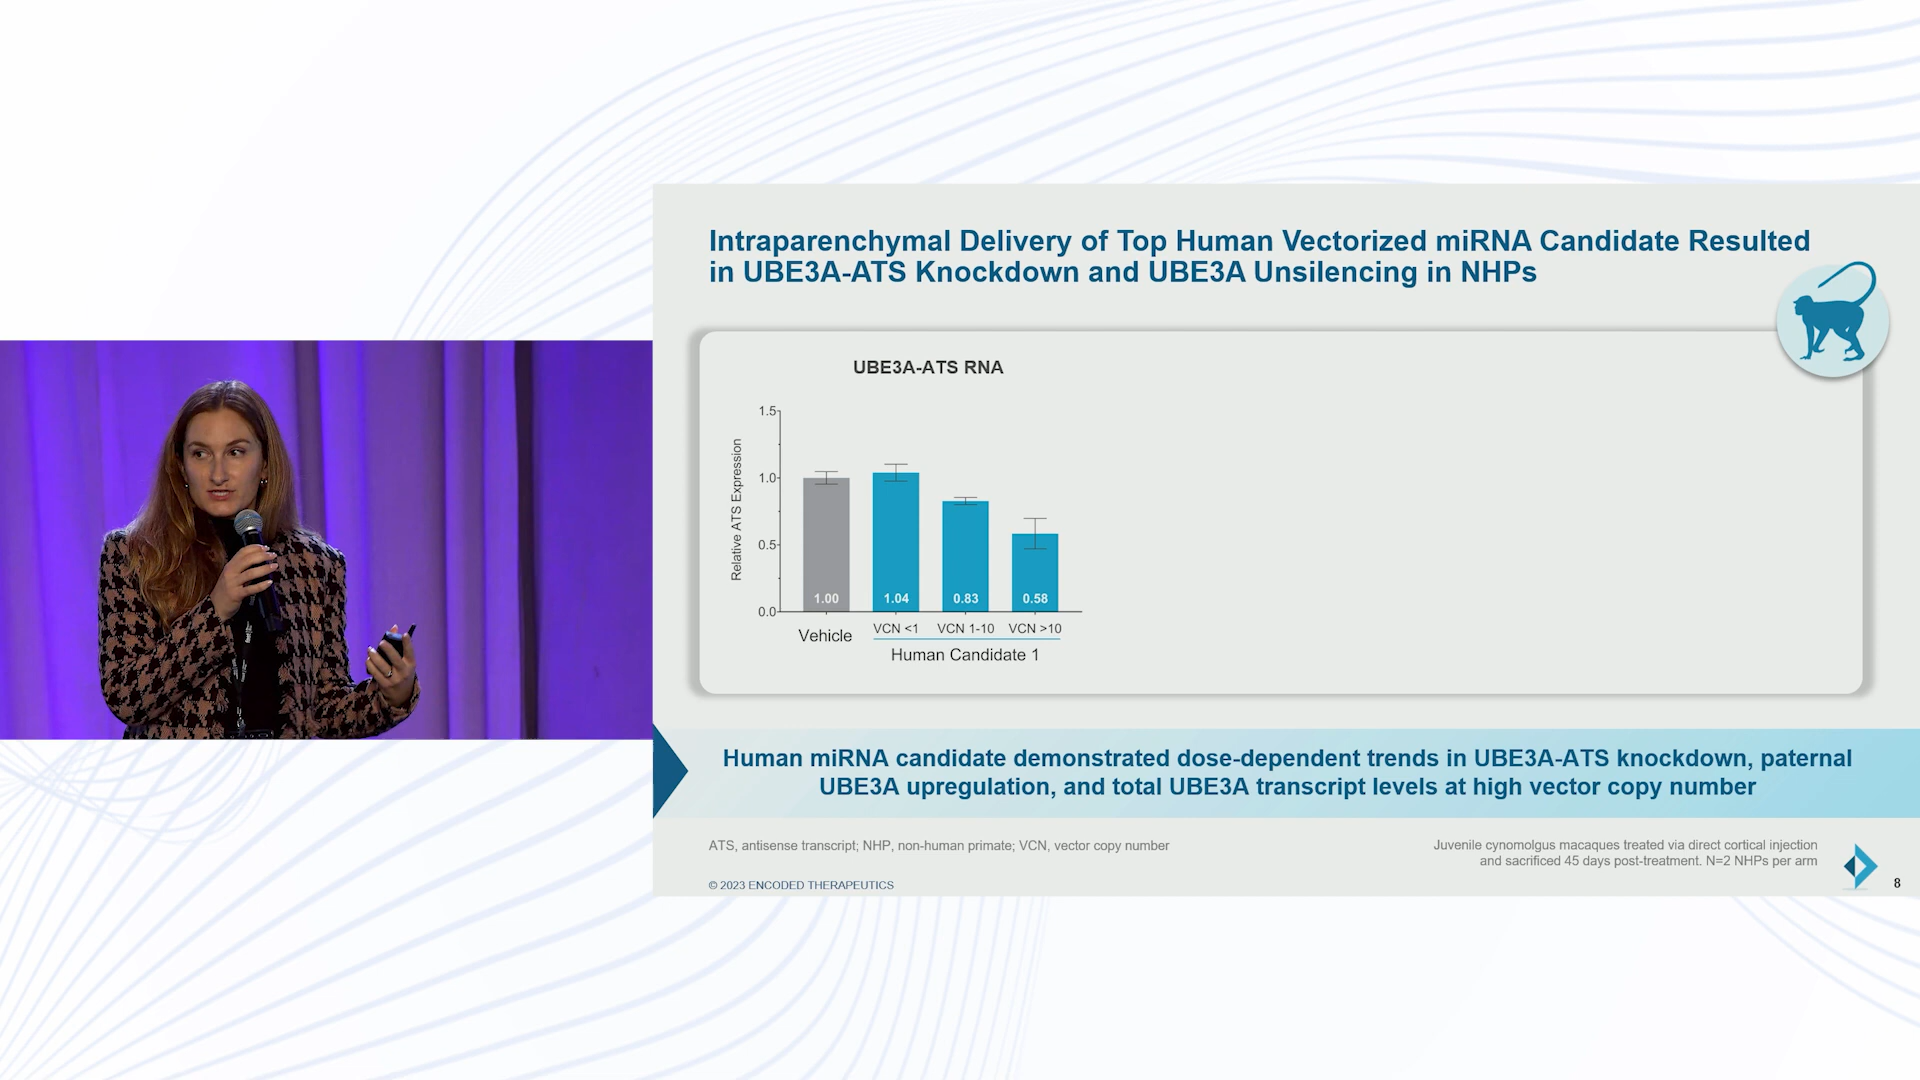 Intraparenchymal Delivery of Top Human Vectorized miRNA Candidate Resulted
in UBE3A-ATS Knockdown and UBE3A Unsilencing in NHPs
UBE3A-ATS RNA
Relative ATS Expression
1.5
1.0
0.5
0.0
1.00
1.04
0.83
0.58
Vehicle
VCN <1
VCN 1-10
VCN >10
Human Candidate 1
Human miRNA candidate demonstrated dose-dependent trends in UBE3A-ATS knockdown, paternal
UBE3A upregulation, and total UBE3A transcript levels at high vector copy number
ATS, antisense transcript; NHP, non-human primate; VCN, vector copy number
Juvenile cynomolgus macaques treated via direct cortical injection
and sacrificed 45 days post-treatment. N=2 NHPs per arm
© 2023 ENCODED THERAPEUTICS
8